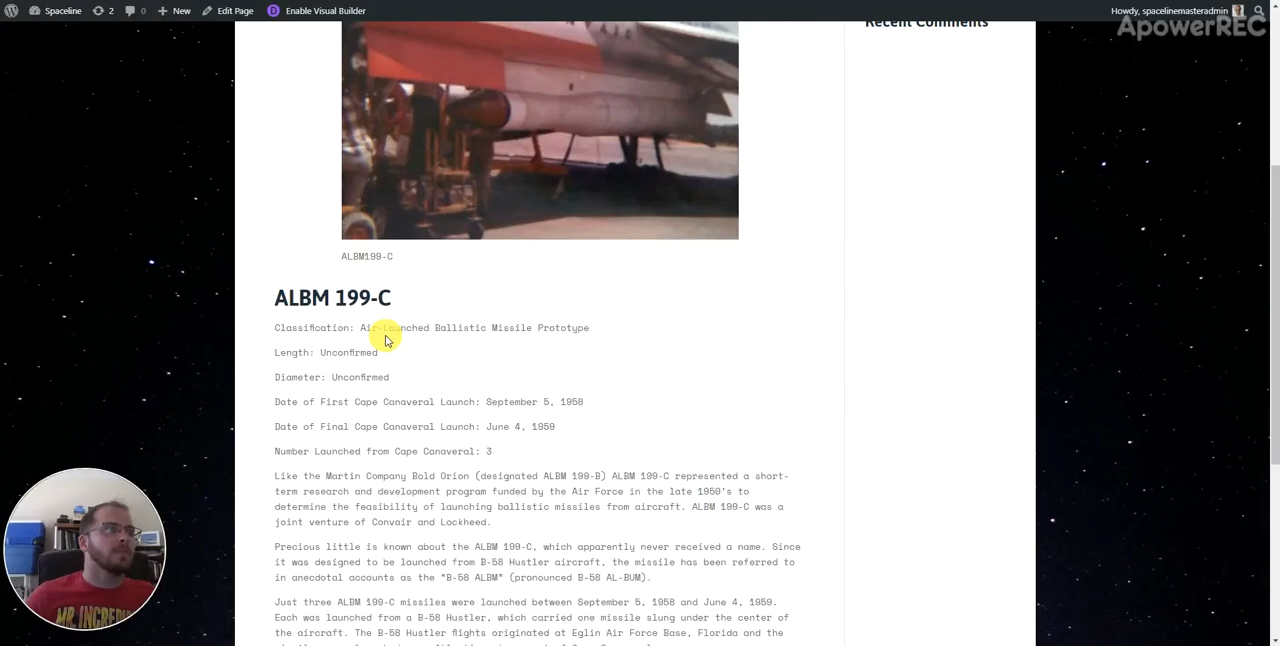 Spaceline 2 0 New Edit Page Enable Visual Builder Howdy, spacelinemasteradmin
ApowerREC
Recent Comments
ALBM199-C
ALBM 199-C
Classification: Air-Launched Ballistic Missile Prototype
Length: Unconfirmed
Diameter: Unconfirmed
Date of First Cape Canaveral Launch: September 5, 1958
Date of Final Cape Canaveral Launch: June 4, 1959
Number Launched from Cape Canaveral: 3
Like the Martin Company Bold Orion (designated ALBM 199-B) ALBM 199-C represented a short-
term research and development program funded by the Air Force in the late 1950's to
determine the feasibility of launching ballistic missiles from aircraft. ALBM 199-C was a
joint venture of Convair and Lockheed.
Precious little is known about the ALBM 199-C, which apparently never received a name. Since
it was designed to be launched from B-58 Hustler aircraft, the missile has been referred to
in anecdotal accounts as the “B-58 ALBM” (pronounced B-58 AL-BUM).
Just three ALBM 199-C missiles were launched between September 5, 1958 and June 4, 1959.
Each was launched from a B-58 Hustler, which carried one missile slung under the center of
the aircraft. The B-58 Hustler flights originated at Eglin Air Force Base, Florida and the
MR. INCREDI